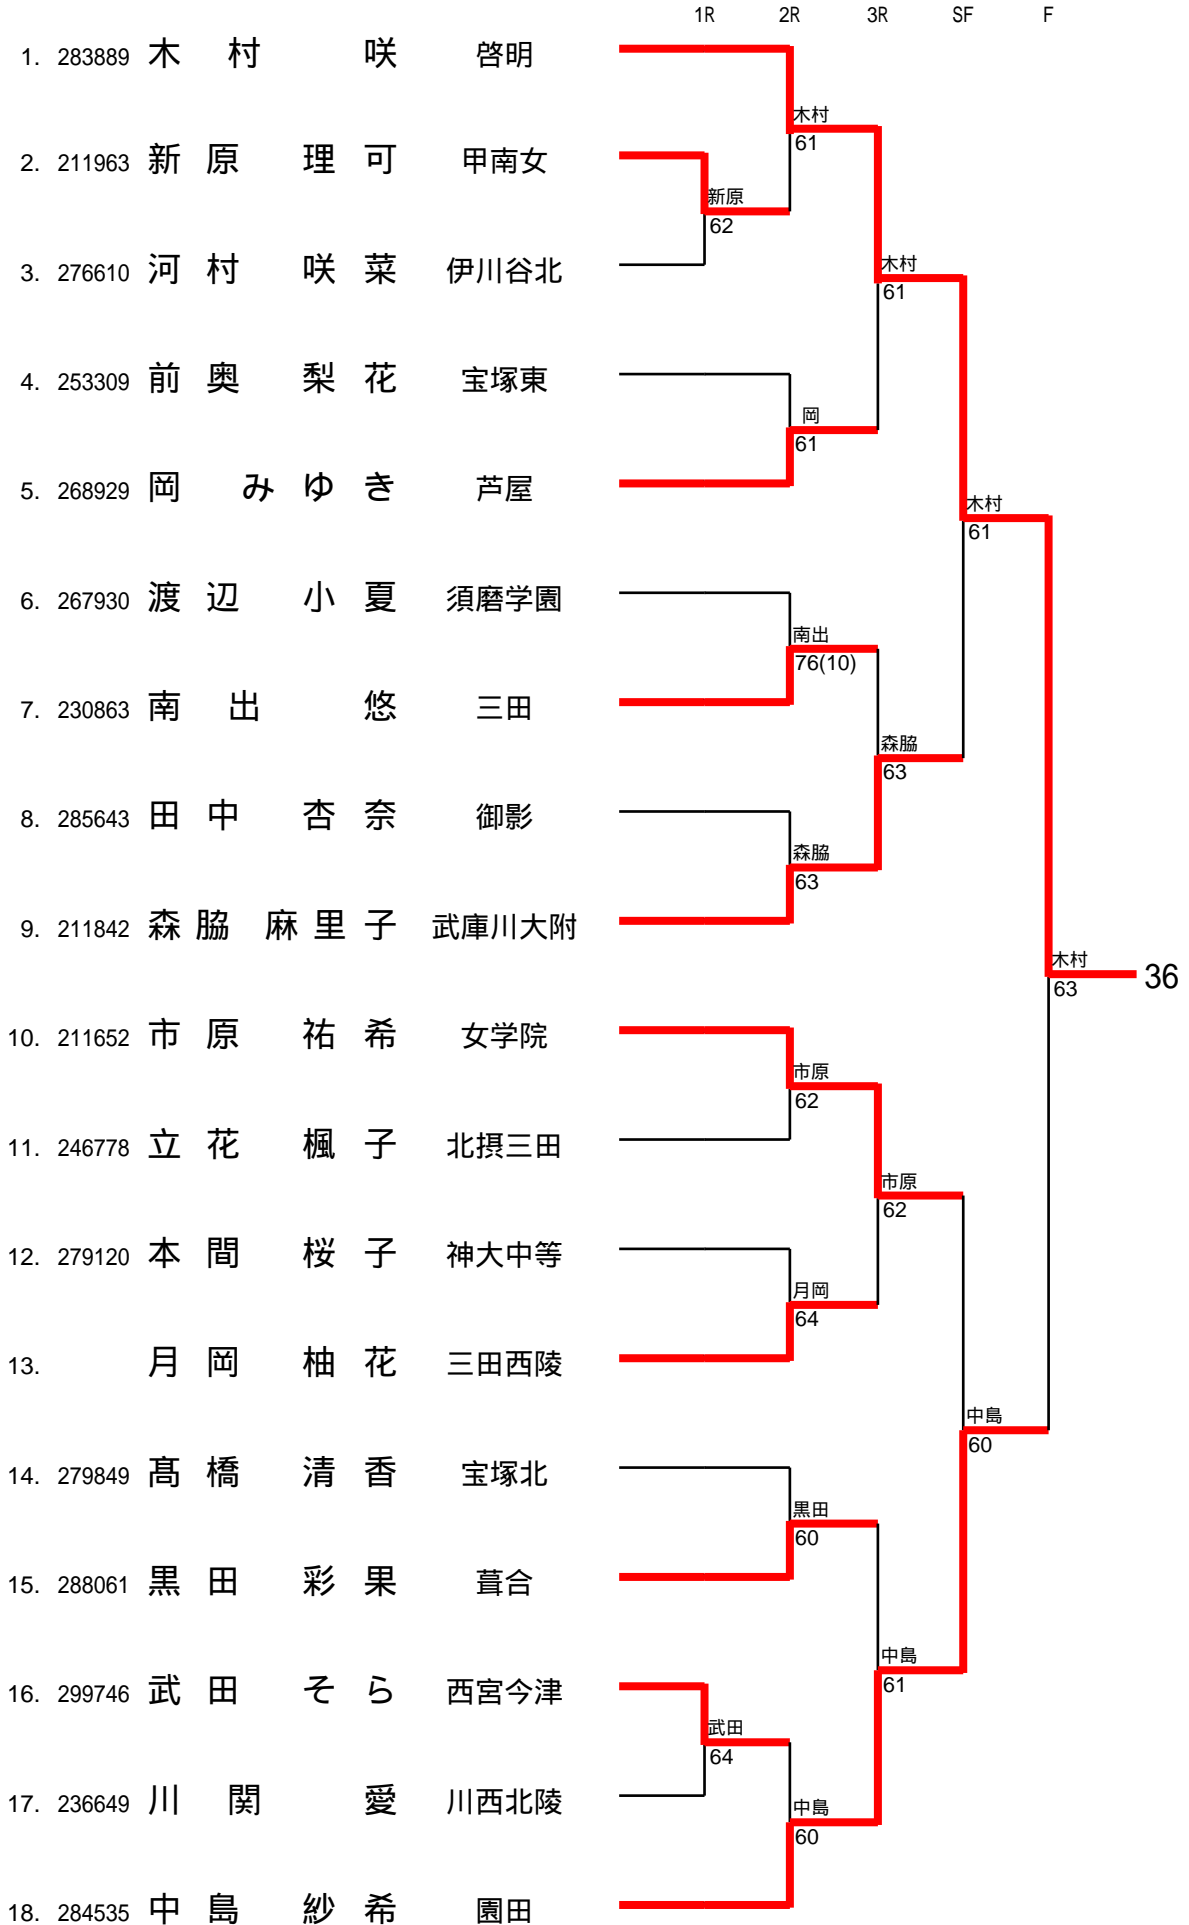 1R 2R 3R SF F
1. 283889 木村 咲 啓明
木村
61
2. 211963 新原 理可 甲南女
新原
62
3. 276610 河村 咲菜 伊川谷北
木村
61
4. 253309 前奥 梨花 宝塚東
岡
61
5. 268929 岡 みゆき 芦屋
木村
61
6. 267930 渡辺 小夏 須磨学園
南出
76(10)
7. 230863 南出 悠 三田
森脇
63
8. 285643 田中 杏奈 御影
森脇
63
9. 211842 森脇 麻里子 武庫川大附
木村
63
36
10. 211652 市原 祐希 女学院
市原
62
11. 246778 立花 楓子 北摂三田
市原
62
12. 279120 本間 桜子 神大中等
月岡
64
13. 月岡 柚花 三田西陵
中島
60
14. 279849 髙橋 清香 宝塚北
黒田
60
15. 288061 黒田 彩果 葺合
中島
61
16. 299746 武田 そら 西宮今津
武田
64
17. 236649 川関 愛 川西北陵
中島
60
18. 284535 中島 紗希 園田